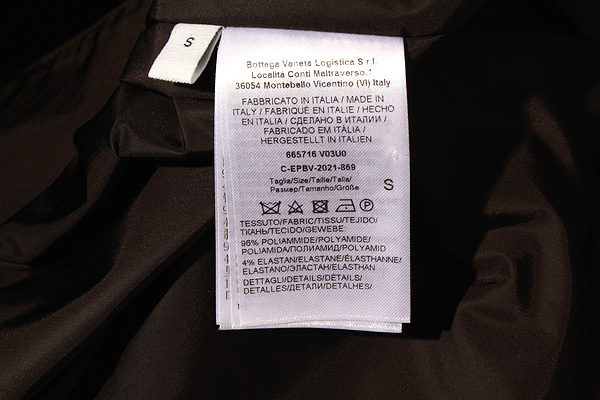 S
Bottega Veneta Logistica S.r.l.
Località Conti Maltraverso,1
36054 Montebello Vicentino (VI) Italy
FABBRICATO IN ITALIA / MADE IN
ITALY / FABRIQUÉ EN ITALIE / HECHO
EN ITALIA / СДЕЛАНО В ИТАЛИИ /
FABRICADO EM ITÁLIA /
HERGESTELLT IN ITALIEN
665716 V03U0
C-EPBV-2021-869
Taglia/Size/Taille/Talla/
Размер/Tamanho/Größe
S
P
TESSUTO/FABRIC/TISSU/TEJIDO/
ТКАНЬ/TECIDO/GEWEBE:
96% POLIAMMIDE/POLYAMIDE/
POLIAMIDA/ПОЛИАМИД/POLYAMID
4% ELASTAN/ELASTANE/ÉLASTHANNE/
ELASTANO/ЭЛАСТАН/ELASTHAN
DETTAGLI/DETAILS/DÉTAILS/
DETALLES/ДЕТАЛИ/DETALHES/